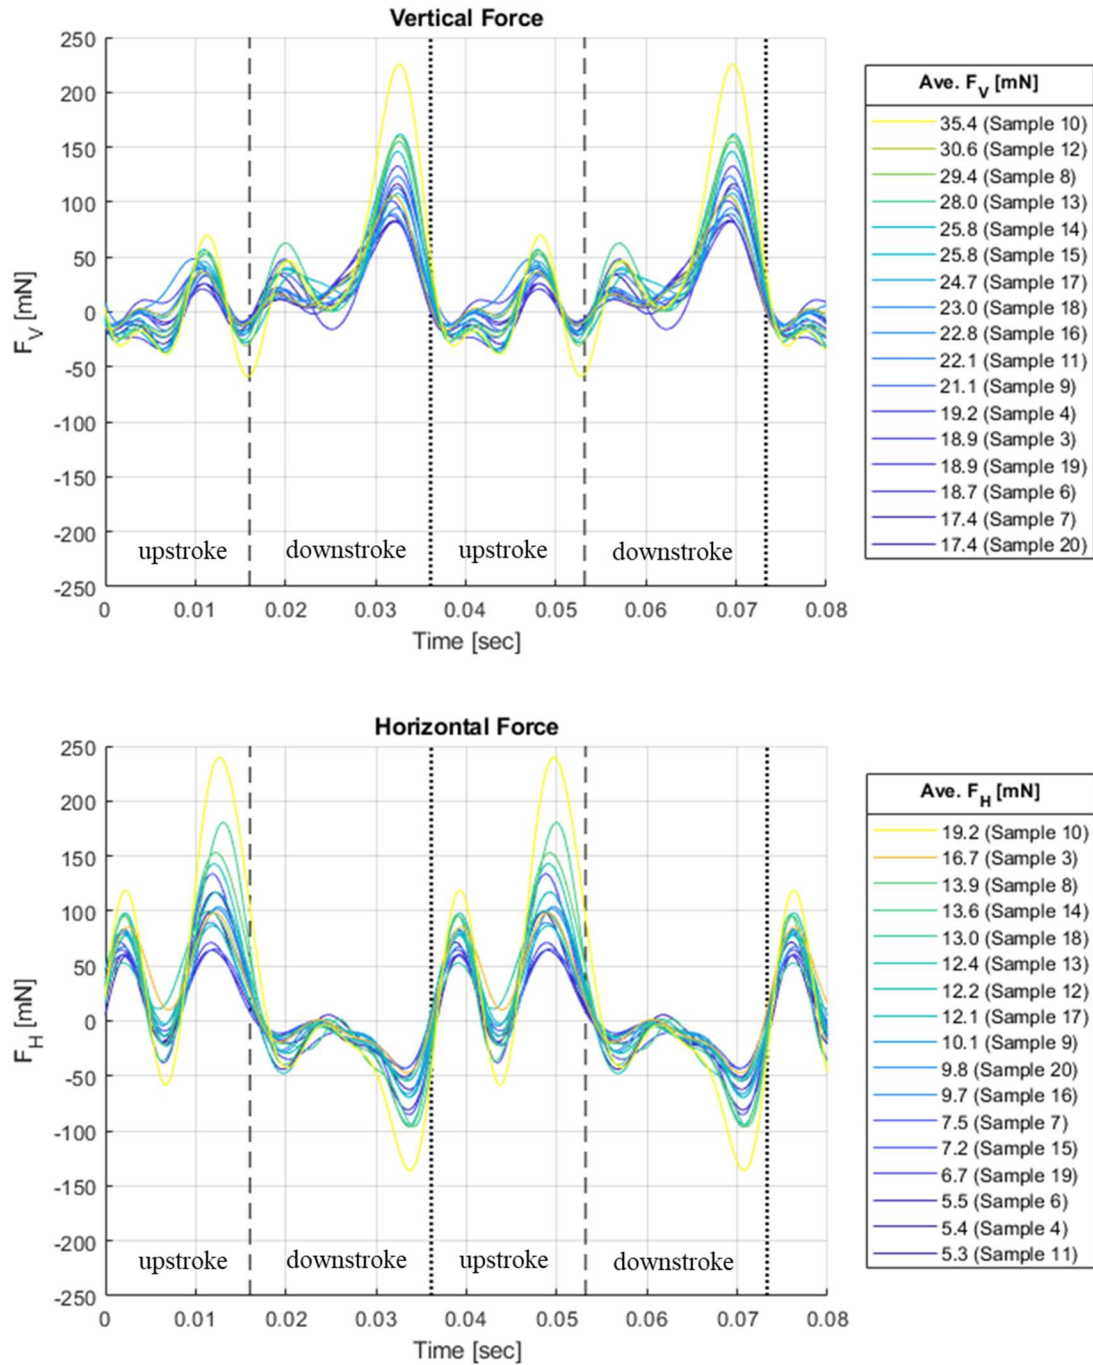 Vertical Force
250
200
150
100
50
0
-50
-100
-150
-200
-250
F_V [mN]
upstroke downstroke upstroke downstroke
0 0.01 0.02 0.03 0.04 0.05 0.06 0.07 0.08
Time [sec]
Ave. F_V [mN]
35.4 (Sample 10)
30.6 (Sample 12)
29.4 (Sample 8)
28.0 (Sample 13)
25.8 (Sample 14)
25.8 (Sample 15)
24.7 (Sample 17)
23.0 (Sample 18)
22.8 (Sample 16)
22.1 (Sample 11)
21.1 (Sample 9)
19.2 (Sample 4)
18.9 (Sample 3)
18.9 (Sample 19)
18.7 (Sample 6)
17.4 (Sample 7)
17.4 (Sample 20)
Horizontal Force
250
200
150
100
50
0
-50
-100
-150
-200
-250
F_H [mN]
upstroke downstroke upstroke downstroke
0 0.01 0.02 0.03 0.04 0.05 0.06 0.07 0.08
Time [sec]
Ave. F_H [mN]
19.2 (Sample 10)
16.7 (Sample 3)
13.9 (Sample 8)
13.6 (Sample 14)
13.0 (Sample 18)
12.4 (Sample 13)
12.2 (Sample 12)
12.1 (Sample 17)
10.1 (Sample 9)
9.8 (Sample 20)
9.7 (Sample 16)
7.5 (Sample 7)
7.2 (Sample 15)
6.7 (Sample 19)
5.5 (Sample 6)
5.4 (Sample 4)
5.3 (Sample 11)